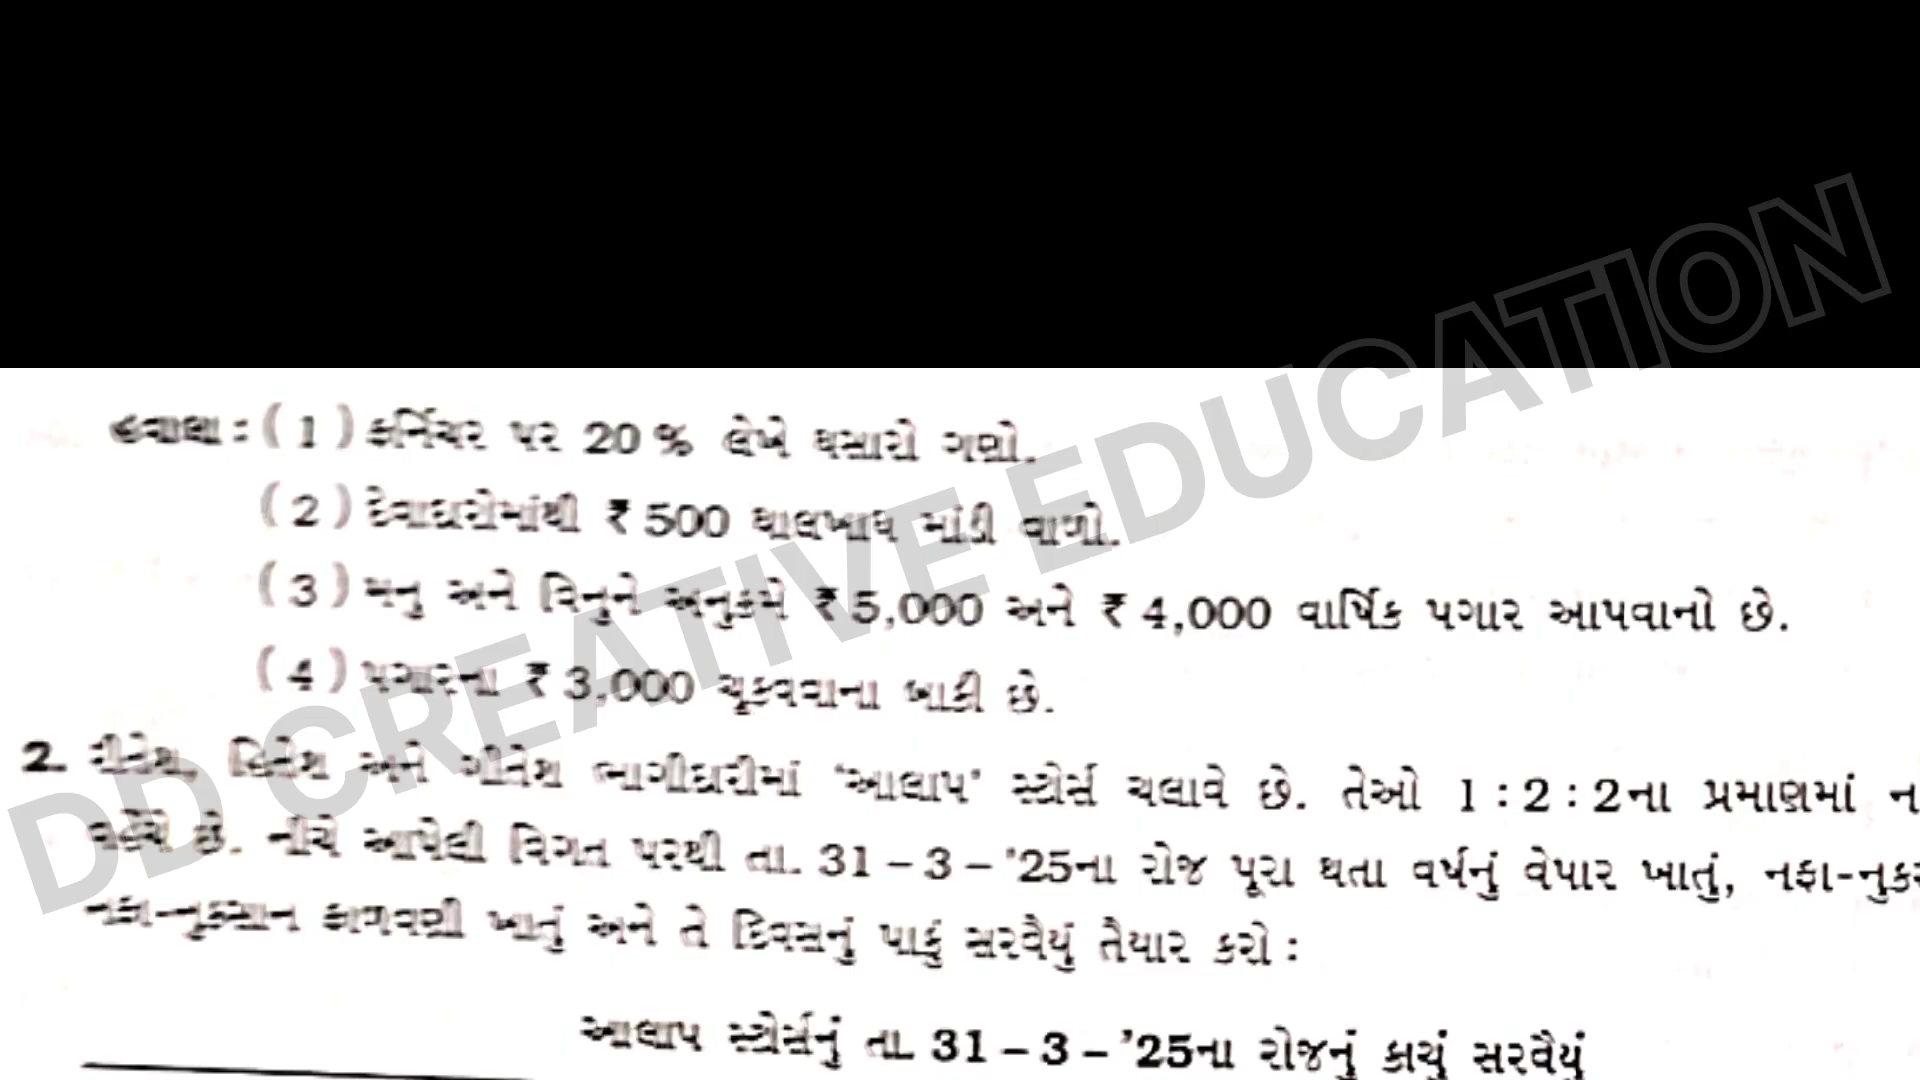 હવાલા : ( 1 ) ફર્નિચર પર 20 % લેખે ઘસારો ગણો.
( 2 ) દેવાદારોમાંથી ₹ 500 ઘાલખાધ માંડી વાળો.
( 3 ) મનુ અને વિનુને અનુક્રમે ₹ 5,000 અને ₹ 4,000 વાર્ષિક પગાર આપવાનો છે.
( 4 ) પગારના ₹ 3,000 ચૂકવવાના બાકી છે.
2. અને ભાગીદારીમાં 'આલાપ' સ્ટોર્સ ચલાવે છે. તેઓ 1 : 2 : 2ના પ્રમાણમાં ન
વહેંચે છે. નીચે આપેલી વિગત પરથી તા. 31 – 3 – '25ના રોજ પૂરા થતા વર્ષનું વેપાર ખાતું, નફા-નુક
નફા-નુકસાન ફાળવણી ખાતું અને તે દિવસનું પાકું સરવૈયું તૈયાર કરો :
આલાપ સ્ટોર્સનું તા. 31 – 3 – '25ના રોજનું કાચું સરવૈયું
DD CREATIVE EDUCATION